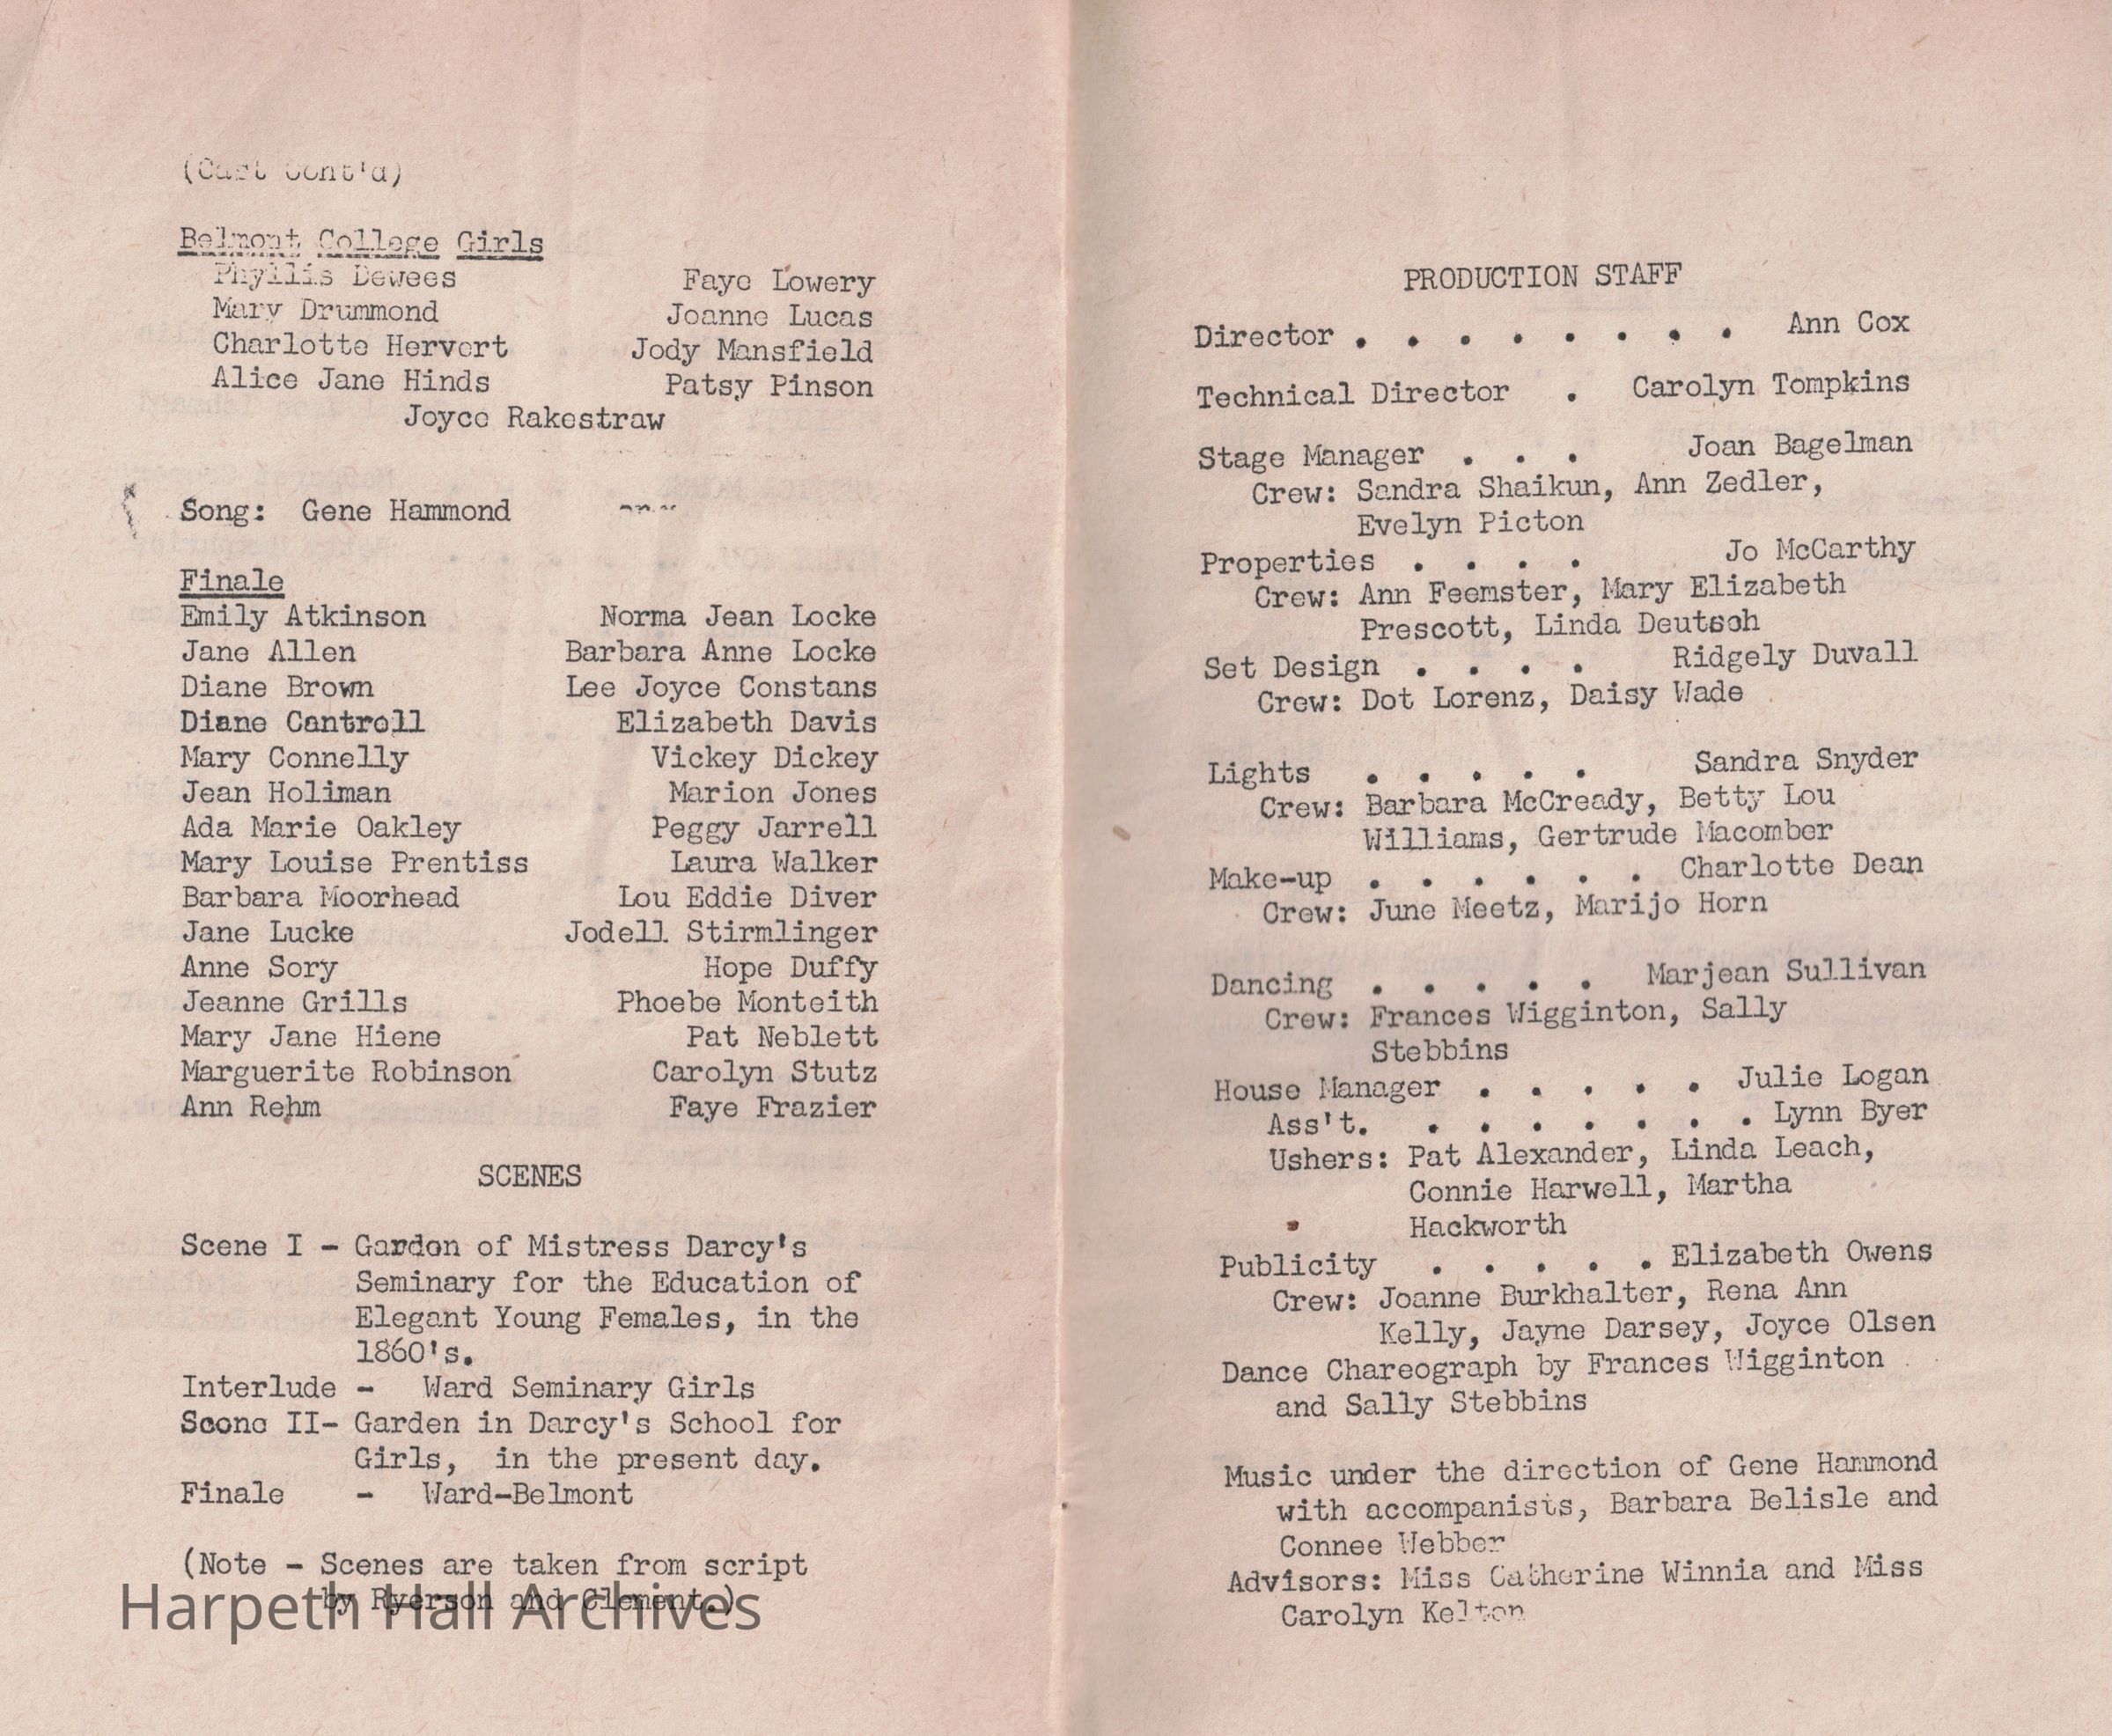 (Cast Cont'd)
Belmont College Girls
Phyllis Dewees Faye Lowery
Mary Drummond Joanne Lucas
Charlotte Hervert Jody Mansfield
Alice Jane Hinds Patsy Pinson
Joyce Rakestraw
Song: Gene Hammond
Finale
Emily Atkinson Norma Jean Locke
Jane Allen Barbara Anne Locke
Diane Brown Lee Joyce Constans
Diane Cantrell Elizabeth Davis
Mary Connelly Vickey Dickey
Jean Holiman Marion Jones
Ada Marie Oakley Peggy Jarrell
Mary Louise Prentiss Laura Walker
Barbara Moorhead Lou Eddie Diver
Jane Lucke Jodell Stirmlinger
Anne Sory Hope Duffy
Jeanne Grills Phoebe Monteith
Mary Jane Hiene Pat Neblett
Marguerite Robinson Carolyn Stutz
Ann Rehm Faye Frazier
SCENES
Scene I - Garden of Mistress Darcy's
Seminary for the Education of
Elegant Young Females, in the
1860's.
Interlude - Ward Seminary Girls
Scene II- Garden in Darcy's School for
Girls, in the present day.
Finale - Ward-Belmont
(Note - Scenes are taken from script
by Ryerson and Clement.)
Harpeth Hall Archives
PRODUCTION STAFF
Director . . . . . . . . Ann Cox
Technical Director . Carolyn Tompkins
Stage Manager . . . Joan Bagelman
Crew: Sandra Shaikun, Ann Zedler,
Evelyn Picton
Properties . . . . Jo McCarthy
Crew: Ann Feemster, Mary Elizabeth
Prescott, Linda Deutsch
Set Design . . . . Ridgely Duvall
Crew: Dot Lorenz, Daisy Wade
Lights . . . . . Sandra Snyder
Crew: Barbara McCready, Betty Lou
Williams, Gertrude Macomber
Make-up . . . . . . Charlotte Dean
Crew: June Meetz, Marijo Horn
Dancing . . . . . Marjean Sullivan
Crew: Frances Wigginton, Sally
Stebbins
House Manager . . . . . Julie Logan
Ass't. . . . . . . . Lynn Byer
Ushers: Pat Alexander, Linda Leach,
Connie Harwell, Martha
Hackworth
Publicity . . . . . Elizabeth Owens
Crew: Joanne Burkhalter, Rena Ann
Kelly, Jayne Darsey, Joyce Olsen
Dance Chareograph by Frances Wigginton
and Sally Stebbins
Music under the direction of Gene Hammond
with accompanists, Barbara Belisle and
Connee Webber
Advisors: Miss Catherine Winnia and Miss
Carolyn Kelton